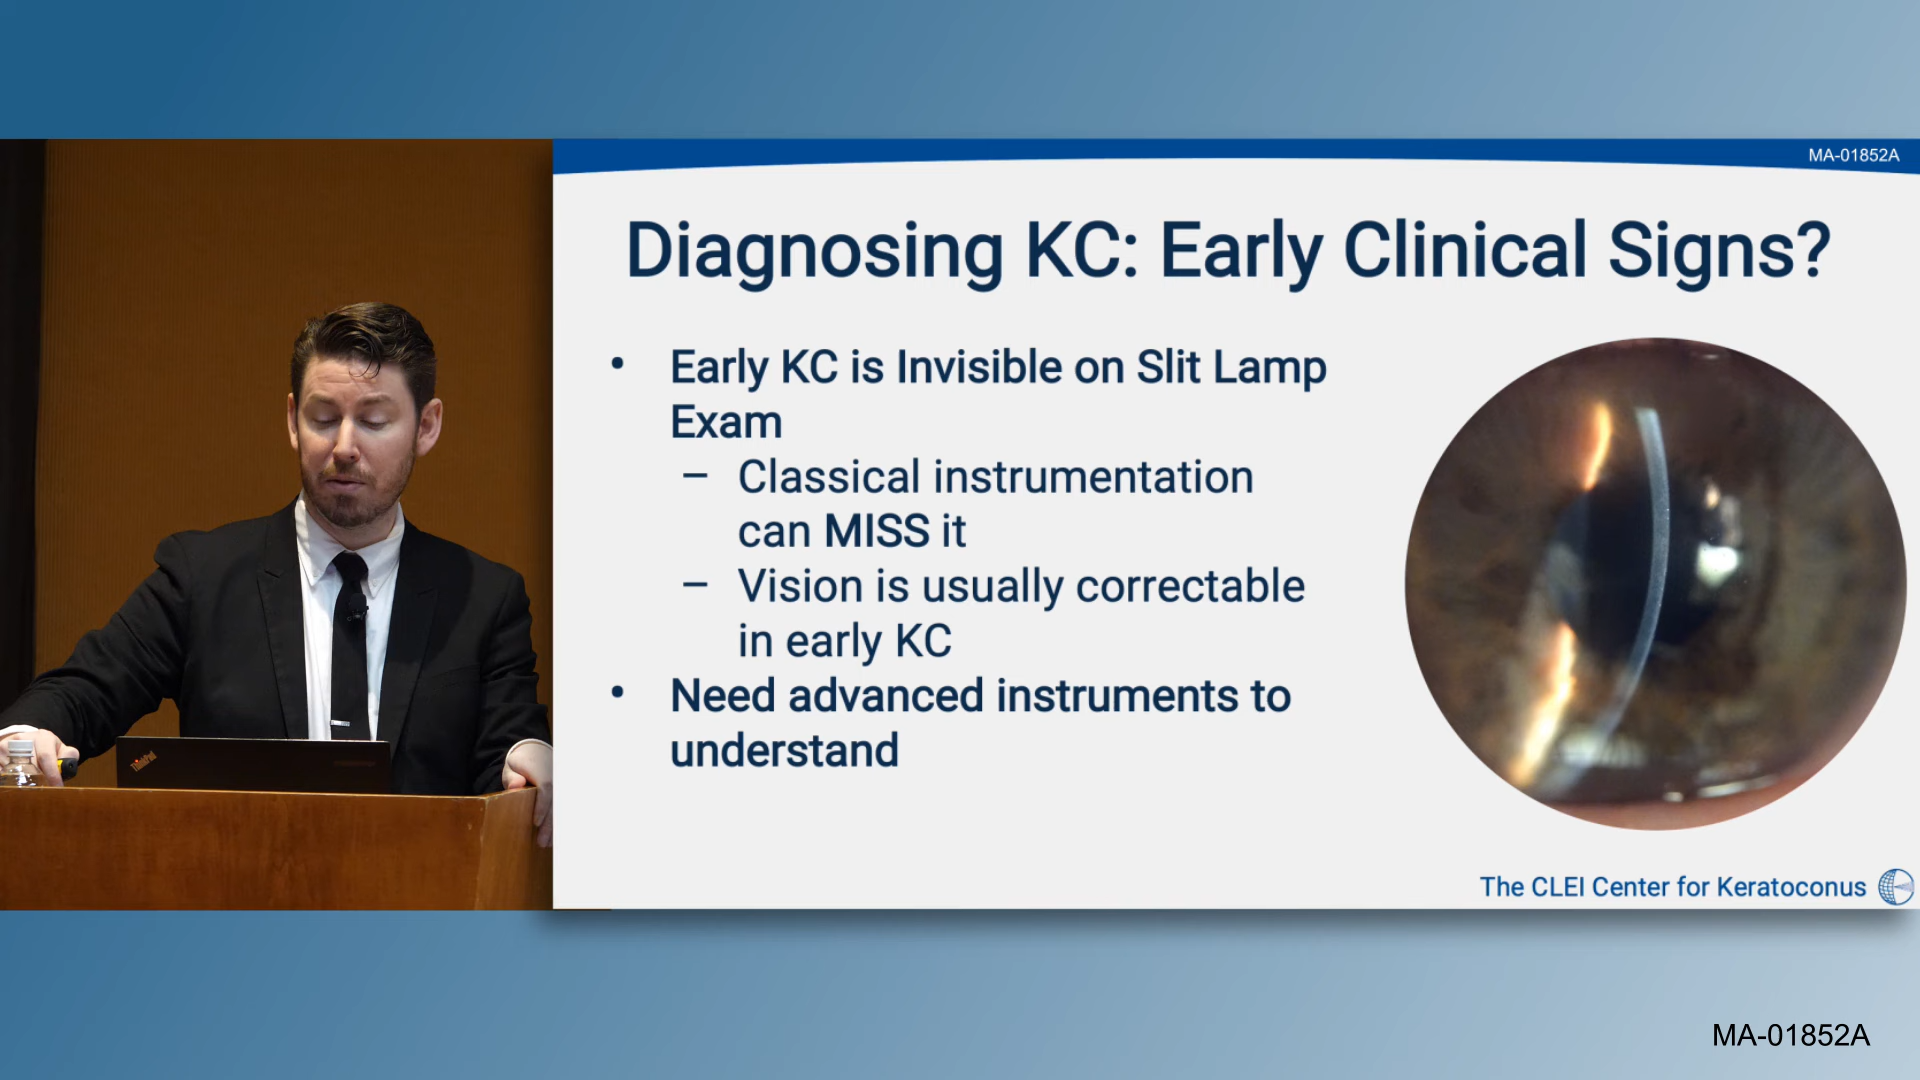 MA-01852A
Diagnosing KC: Early Clinical Signs?
• Early KC is Invisible on Slit Lamp
Exam
– Classical instrumentation
can MISS it
– Vision is usually correctable
in early KC
• Need advanced instruments to
understand
The CLEI Center for Keratoconus
ThinkPad
MA-01852A